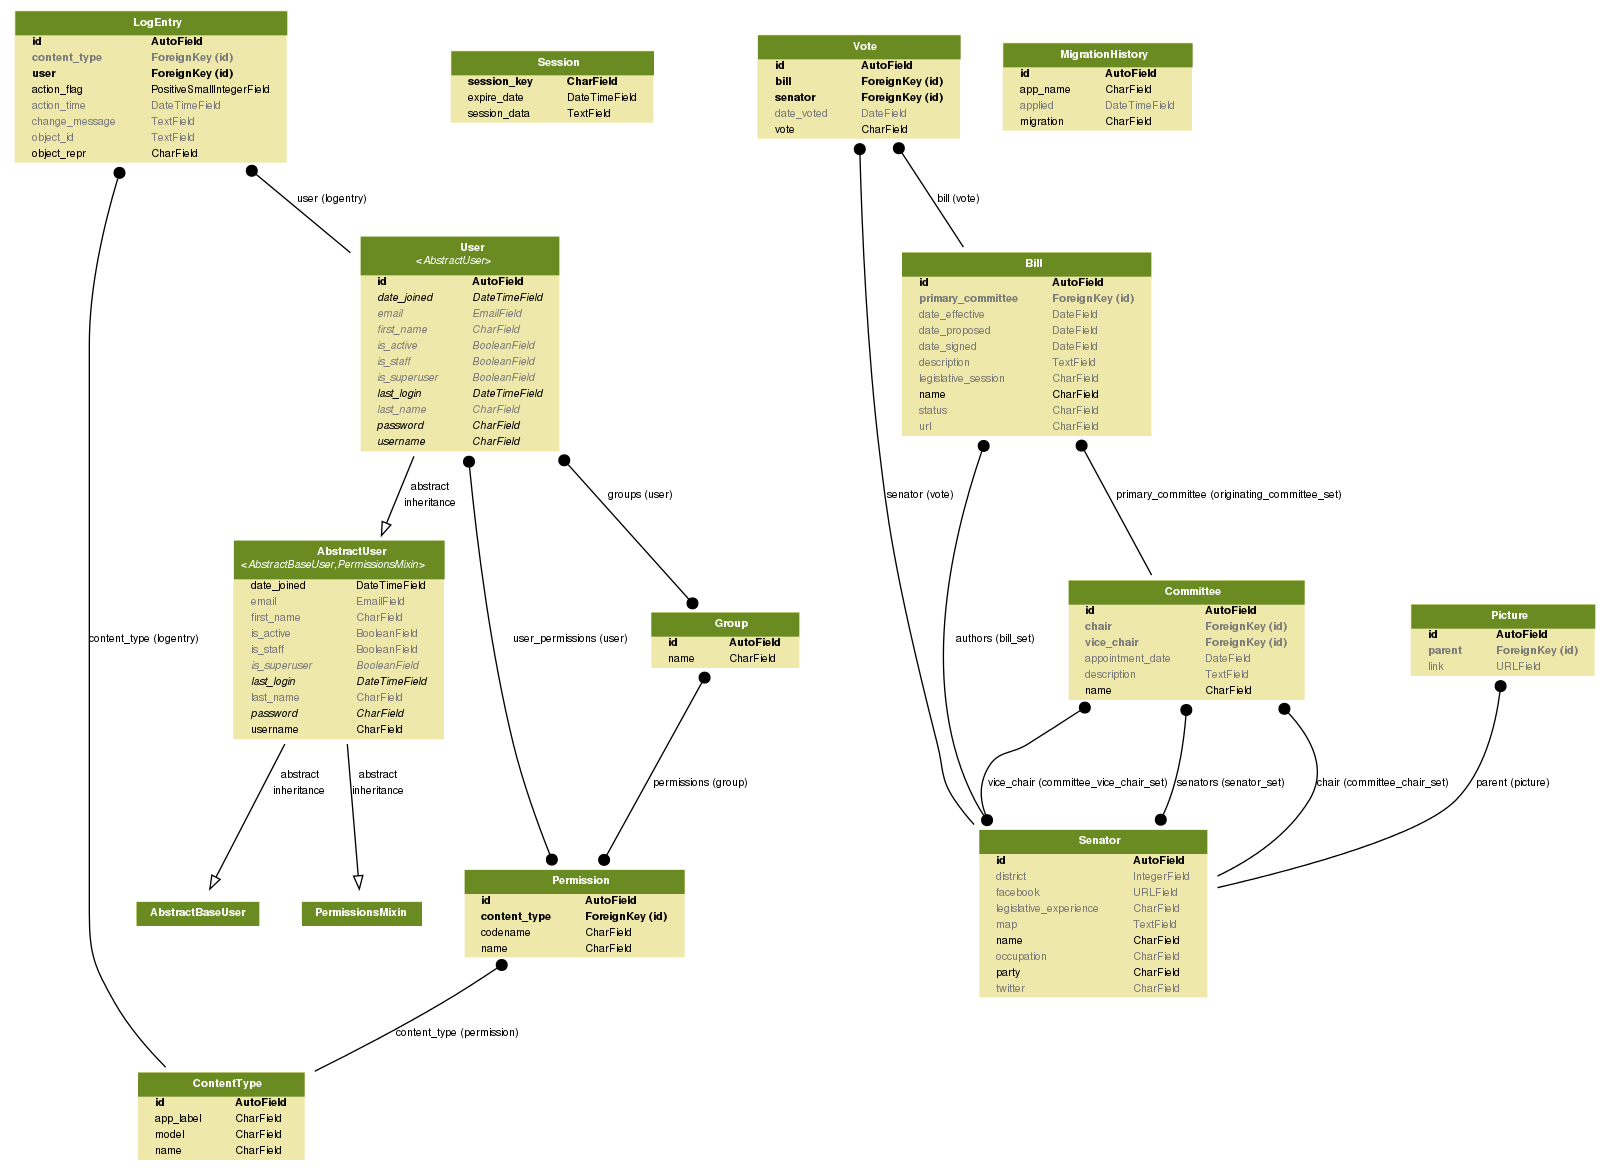 LogEntry
id AutoField
content_type ForeignKey (id)
user ForeignKey (id)
action_flag PositiveSmallIntegerField
action_time DateTimeField
change_message TextField
object_id TextField
object_repr CharField
Session
session_key CharField
expire_date DateTimeField
session_data TextField
Vote
id AutoField
bill ForeignKey (id)
senator ForeignKey (id)
date_voted DateField
vote CharField
MigrationHistory
id AutoField
app_name CharField
applied DateTimeField
migration CharField
user (logentry)
bill (vote)
User
<AbstractUser>
id AutoField
date_joined DateTimeField
email EmailField
first_name CharField
is_active BooleanField
is_staff BooleanField
is_superuser BooleanField
last_login DateTimeField
last_name CharField
password CharField
username CharField
Bill
id AutoField
primary_committee ForeignKey (id)
date_effective DateField
date_proposed DateField
date_signed DateField
description TextField
legislative_session CharField
name CharField
status CharField
url CharField
abstract
inheritance
groups (user)
senator (vote)
primary_committee (originating_committee_set)
AbstractUser
<AbstractBaseUser,PermissionsMixin>
date_joined DateTimeField
email EmailField
first_name CharField
is_active BooleanField
is_staff BooleanField
is_superuser BooleanField
last_login DateTimeField
last_name CharField
password CharField
username CharField
content_type (logentry)
user_permissions (user)
Group
id AutoField
name CharField
authors (bill_set)
Committee
id AutoField
chair ForeignKey (id)
vice_chair ForeignKey (id)
appointment_date DateField
description TextField
name CharField
Picture
id AutoField
parent ForeignKey (id)
link URLField
abstract
inheritance
abstract
inheritance
permissions (group)
vice_chair (committee_vice_chair_set)
senators (senator_set)
chair (committee_chair_set)
parent (picture)
AbstractBaseUser
PermissionsMixin
Permission
id AutoField
content_type ForeignKey (id)
codename CharField
name CharField
Senator
id AutoField
district IntegerField
facebook URLField
legislative_experience CharField
map TextField
name CharField
occupation CharField
party CharField
twitter CharField
content_type (permission)
ContentType
id AutoField
app_label CharField
model CharField
name CharField